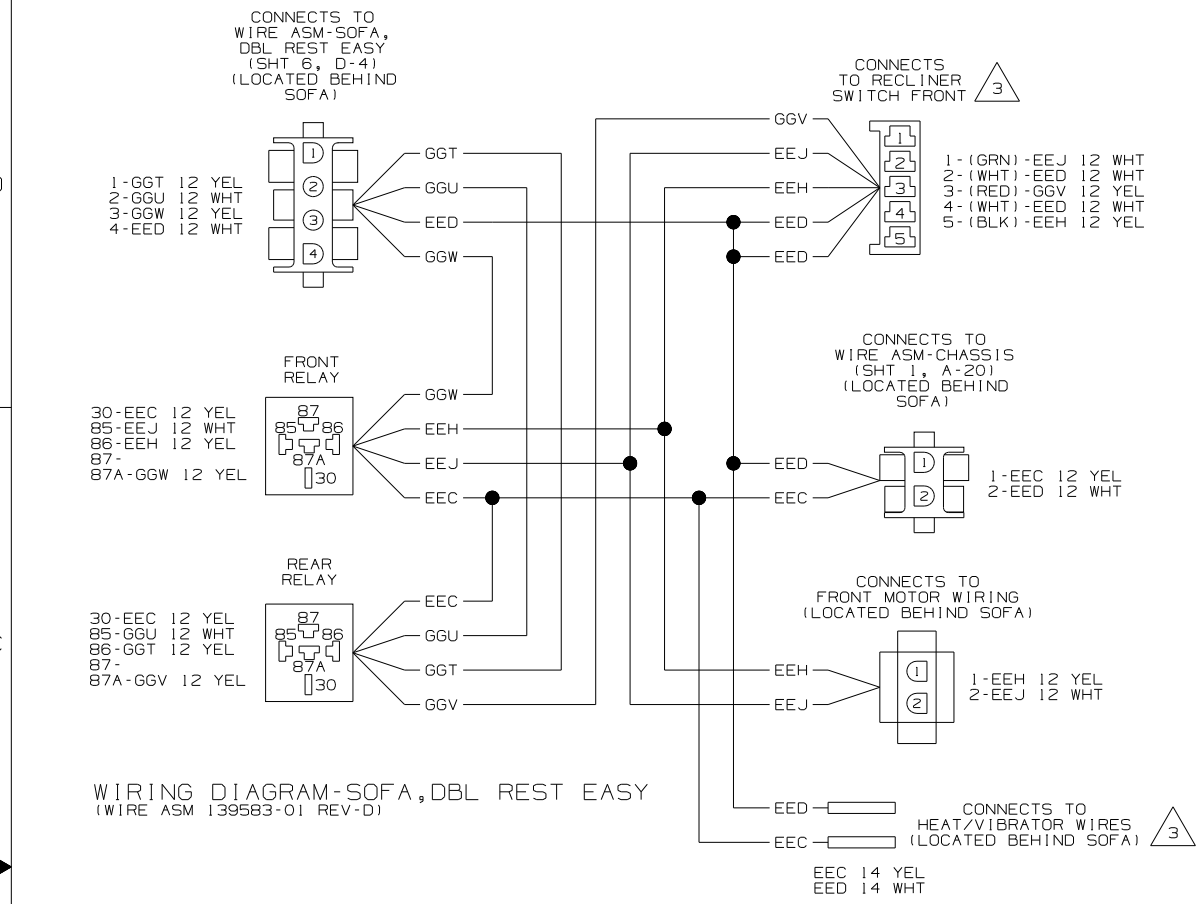 CONNECTS TO
WIRE ASM-SOFA,
DBL REST EASY
(SHT 6, D-4)
(LOCATED BEHIND
SOFA)
1
2
3
4
1-GGT 12 YEL
2-GGU 12 WHT
3-GGW 12 YEL
4-EED 12 WHT
GGT
GGU
EED
GGW
GGV
EEJ
EEH
EED
EED
CONNECTS
TO RECLINER
SWITCH FRONT
3
1
2
3
4
5
1-(GRN)-EEJ 12 WHT
2-(WHT)-EED 12 WHT
3-(RED)-GGV 12 YEL
4-(WHT)-EED 12 WHT
5-(BLK)-EEH 12 YEL
FRONT
RELAY
30-EEC 12 YEL
85-EEJ 12 WHT
86-EEH 12 YEL
87-
87A-GGW 12 YEL
87
85 86
87A
30
GGW
EEH
EEJ
EEC
CONNECTS TO
WIRE ASM-CHASSIS
(SHT 1, A-20)
(LOCATED BEHIND
SOFA)
EED
EEC
1
2
1-EEC 12 YEL
2-EED 12 WHT
REAR
RELAY
30-EEC 12 YEL
85-GGU 12 WHT
86-GGT 12 YEL
87-
87A-GGV 12 YEL
87
85 86
87A
30
EEC
GGU
GGT
GGV
CONNECTS TO
FRONT MOTOR WIRING
(LOCATED BEHIND SOFA)
EEH
EEJ
1
2
1-EEH 12 YEL
2-EEJ 12 WHT
WIRING DIAGRAM-SOFA,DBL REST EASY
(WIRE ASM 139583-01 REV-D)
EED
EEC
CONNECTS TO
HEAT/VIBRATOR WIRES
(LOCATED BEHIND SOFA)
3
EEC 14 YEL
EED 14 WHT